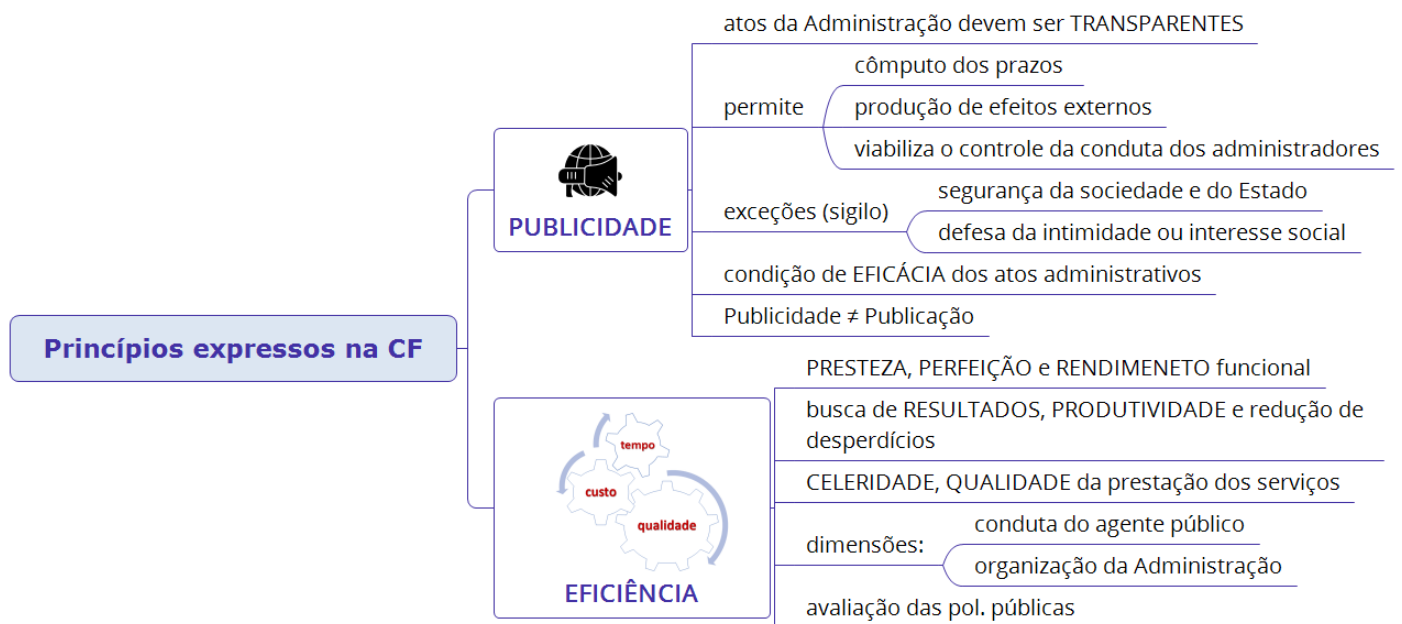 Princípios expressos na CF
PUBLICIDADE
atos da Administração devem ser TRANSPARENTES
permite
cômputo dos prazos
produção de efeitos externos
viabiliza o controle da conduta dos administradores
exceções (sigilo)
segurança da sociedade e do Estado
defesa da intimidade ou interesse social
condição de EFICÁCIA dos atos administrativos
Publicidade ≠ Publicação
tempo
custo
qualidade
EFICIÊNCIA
PRESTEZA, PERFEIÇÃO e RENDIMENETO funcional
busca de RESULTADOS, PRODUTIVIDADE e redução de
desperdícios
CELERIDADE, QUALIDADE da prestação dos serviços
dimensões:
conduta do agente público
organização da Administração
avaliação das pol. públicas